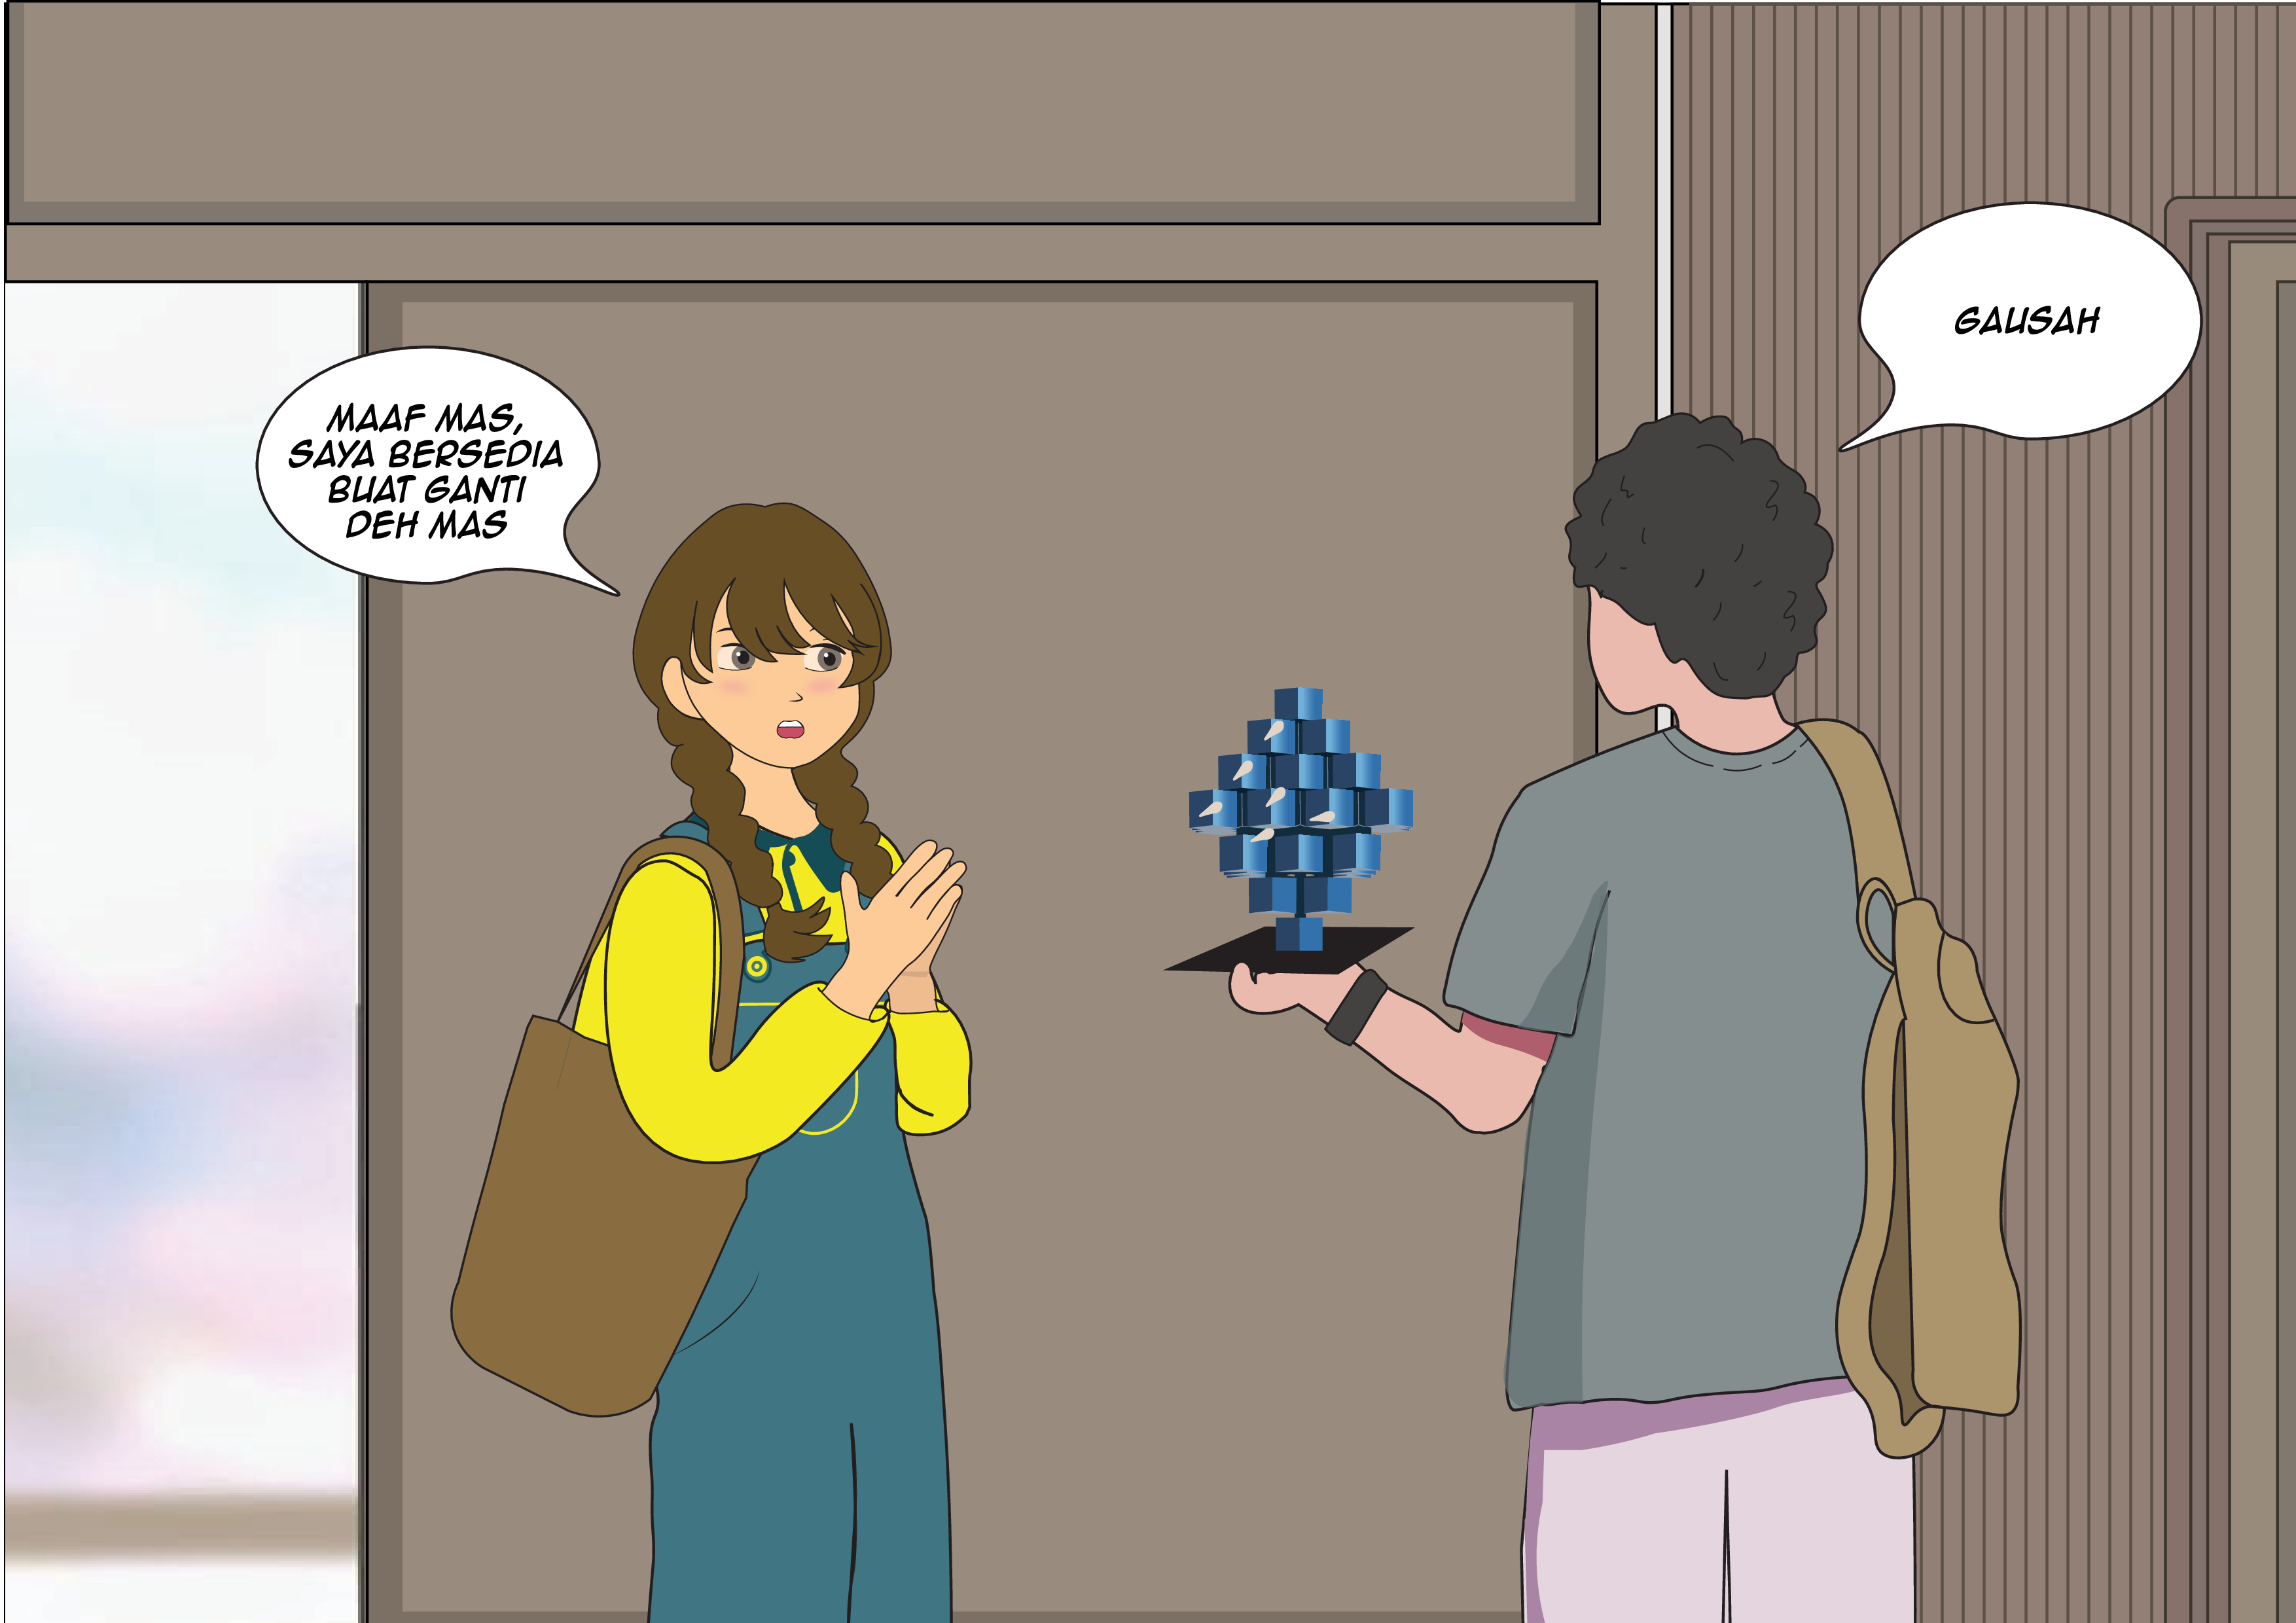 MAAF MAS,
SAYA BERSEDIA
BUAT GANTI
DEH MAS
GAUSAH